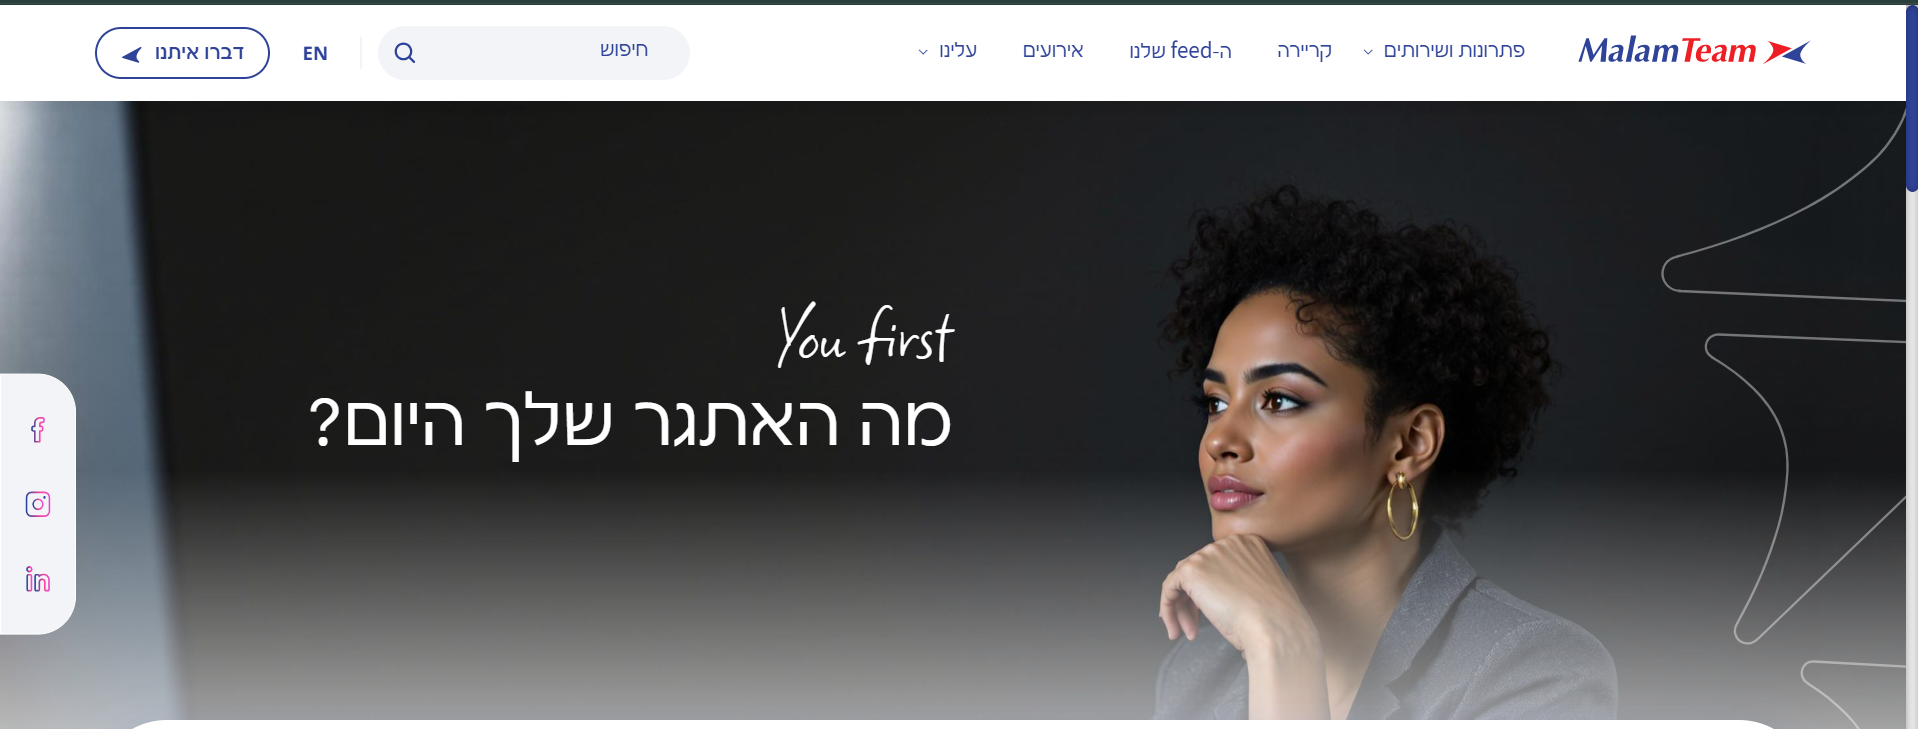 MalamTeam
פתרונות ושירותים
קריירה
ה-feed שלנו
אירועים
עלינו
חיפוש
EN
דברו איתנו
You first
מה האתגר שלך היום?